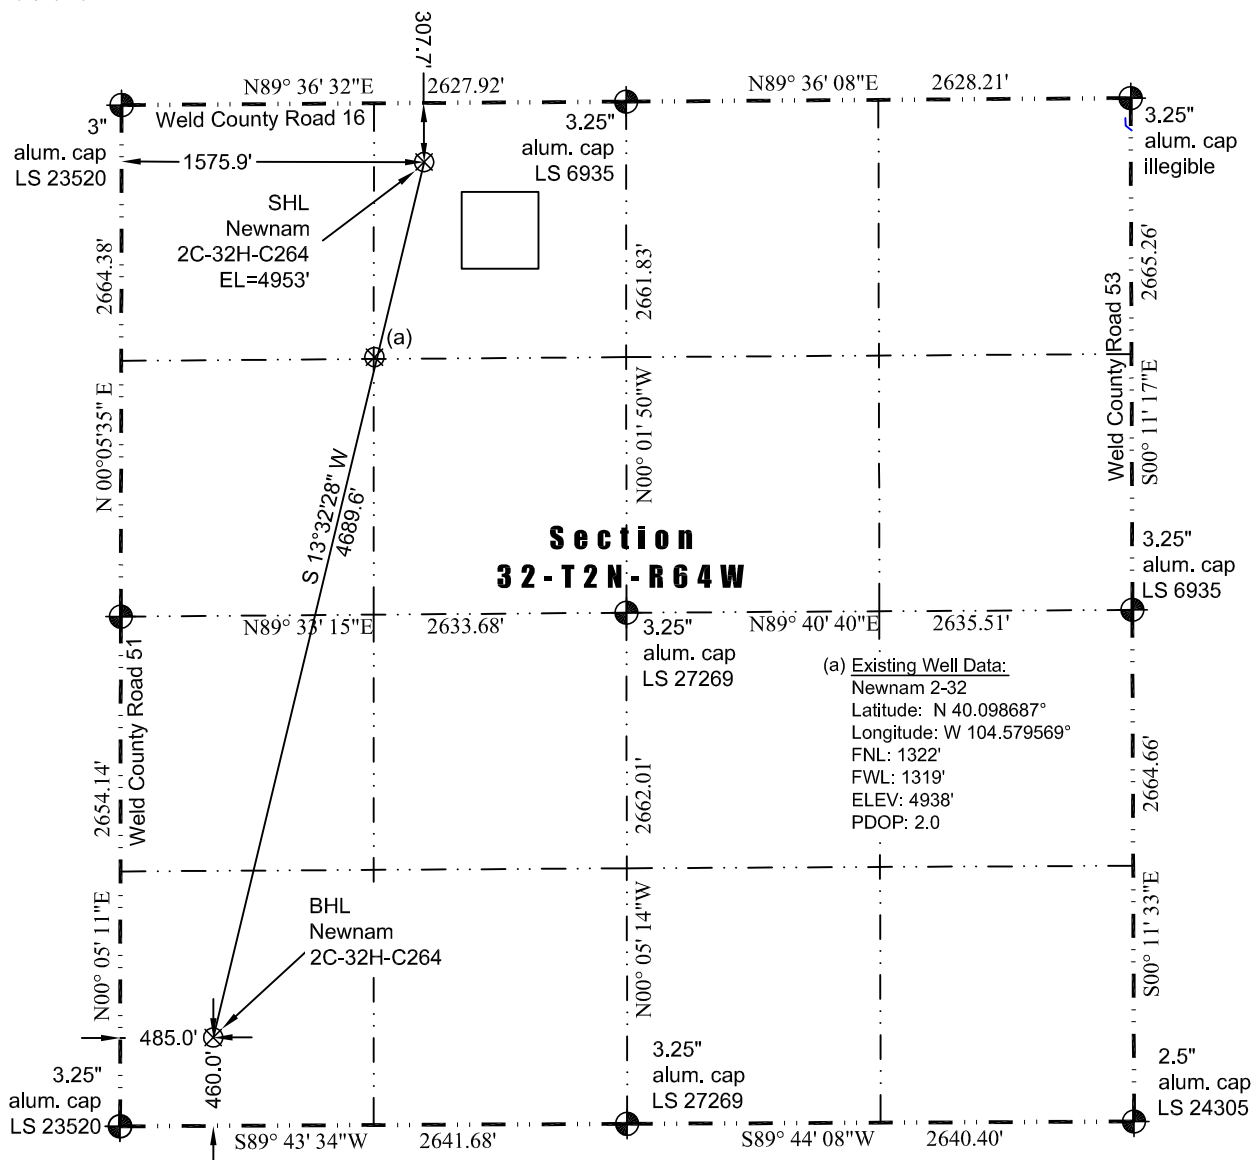 307.7'
N89° 36' 32"E
2627.92'
N89° 36' 08"E
2628.21'
Weld County Road 16
3"
alum. cap
LS 23520
3.25"
alum. cap
LS 6935
3.25"
alum. cap
illegible
1575.9'
SHL
Newnam
2C-32H-C264
EL=4953'
2664.38'
2661.83'
2665.26'
Weld County Road 53
(a)
N 00°05'35" E
N00° 01' 50"W
S00° 11' 17"E
S 13°32'28" W
4689.6'
Section
32-T2N-R64W
3.25"
alum. cap
LS 6935
N89° 33' 15"E
2633.68'
N89° 40' 40"E
2635.51'
3.25"
alum. cap
LS 27269
Weld County Road 51
(a) Existing Well Data:
Newnam 2-32
Latitude: N 40.098687°
Longitude: W 104.579569°
FNL: 1322'
FWL: 1319'
ELEV: 4938'
PDOP: 2.0
2654.14'
2662.01'
2664.66'
BHL
Newnam
2C-32H-C264
N00° 05' 11"E
N00° 05' 14"W
S00° 11' 33"E
485.0'
460.0'
3.25"
alum. cap
LS 23520
3.25"
alum. cap
LS 27269
2.5"
alum. cap
LS 24305
S89° 43' 34"W
2641.68'
S89° 44' 08"W
2640.40'